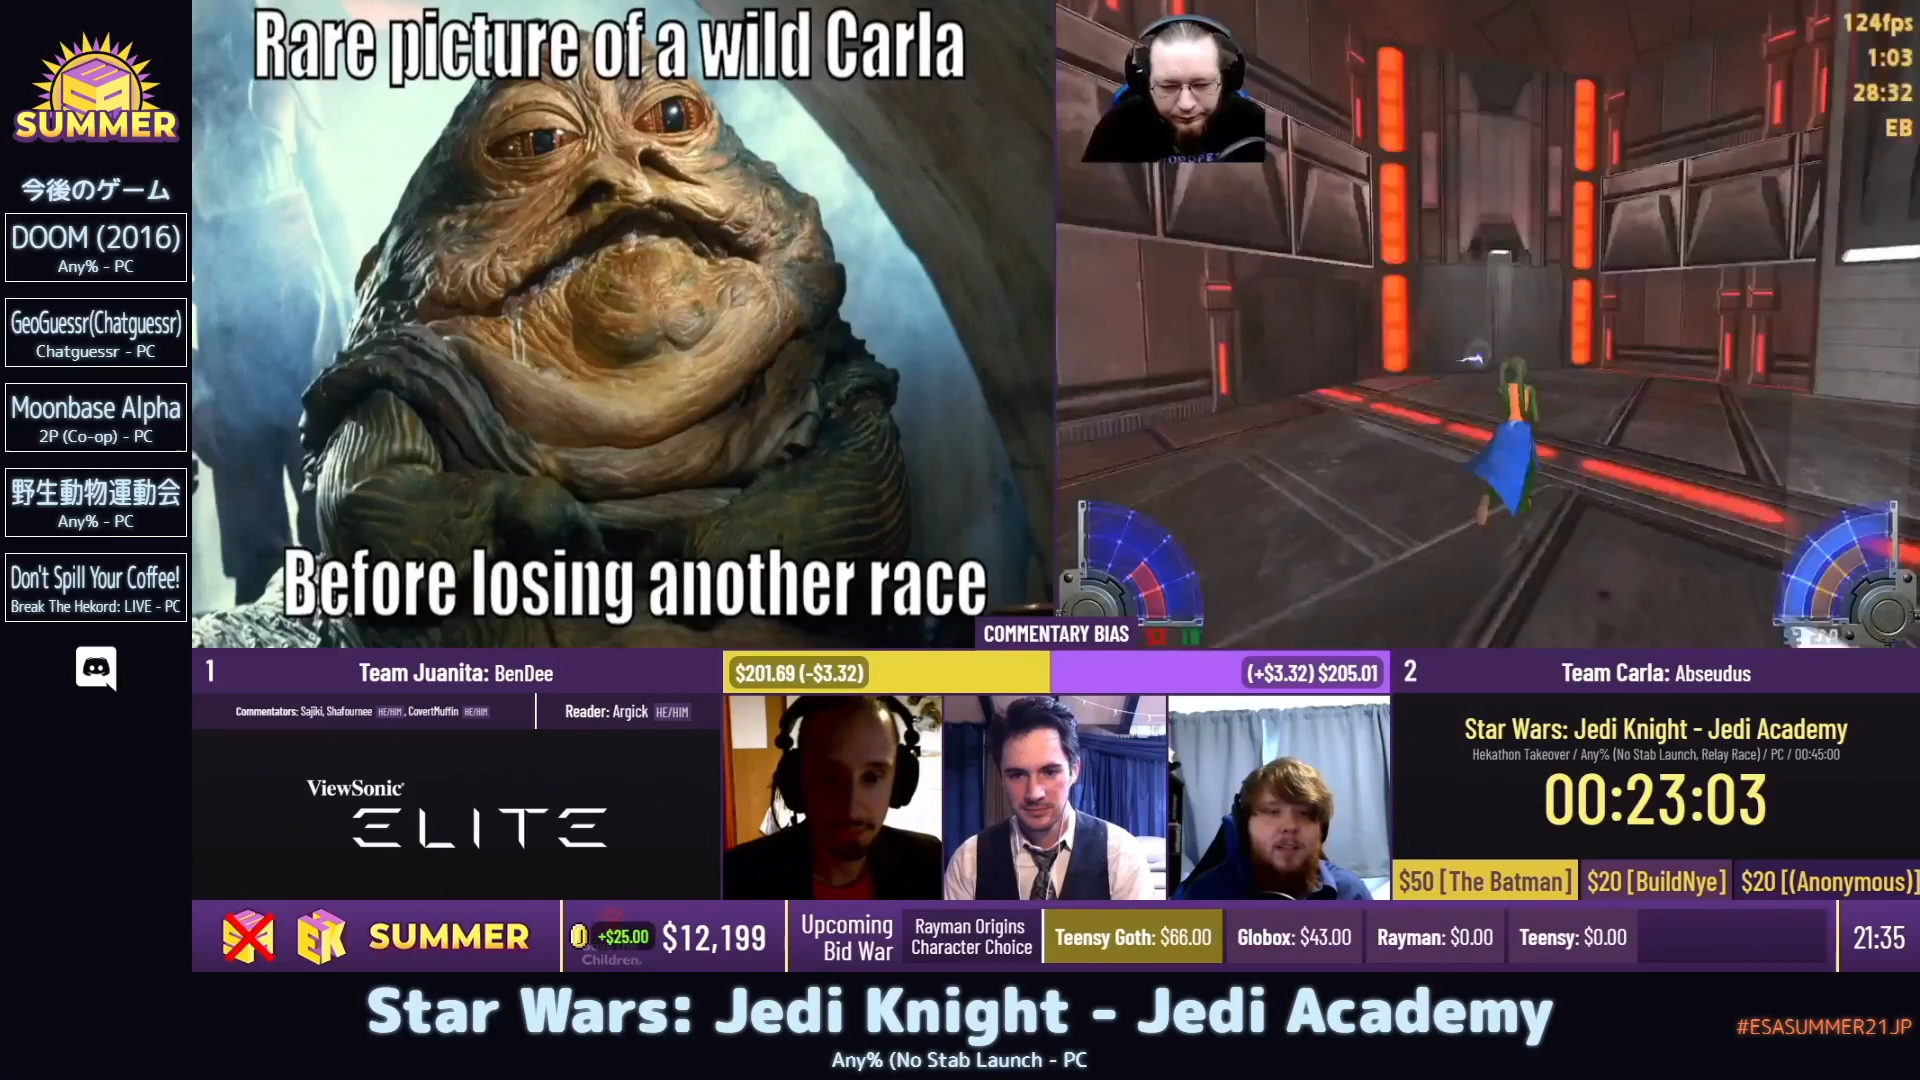 SUMMER
今後のゲーム
DOOM (2016)
Any% - PC
GeoGuessr(Chatguessr)
Chatguessr - PC
Moonbase Alpha
2P (Co-op) - PC
野生動物運動会
Any% - PC
Don't Spill Your Coffee!
Break The Hekord: LIVE - PC
Rare picture of a wild Carla
Before losing another race
124fps
1:03
28:32
EB
COMMENTARY BIAS
1
Team Juanita: BenDee
$201.69 (-$3.32)
(+$3.32) $205.01
2
Team Carla: Abseudus
Commentators: Sajiki, Shafournee HE/HIM, CovertMuffin HE/HIM
Reader: Argick HE/HIM
ViewSonic
ELITE
Star Wars: Jedi Knight - Jedi Academy
Hekathon Takeover / Any% (No Stab Launch, Relay Race) / PC / 00:45:00
00:23:03
$50 [The Batman]
$20 [BuildNye]
$20 [(Anonymous)]
SUMMER
+$25.00
Children.
$12,199
Upcoming
Bid War
Rayman Origins
Character Choice
Teensy Goth: $66.00
Globox: $43.00
Rayman: $0.00
Teensy: $0.00
21:35
Star Wars: Jedi Knight - Jedi Academy
Any% (No Stab Launch - PC
#ESASUMMER21JP